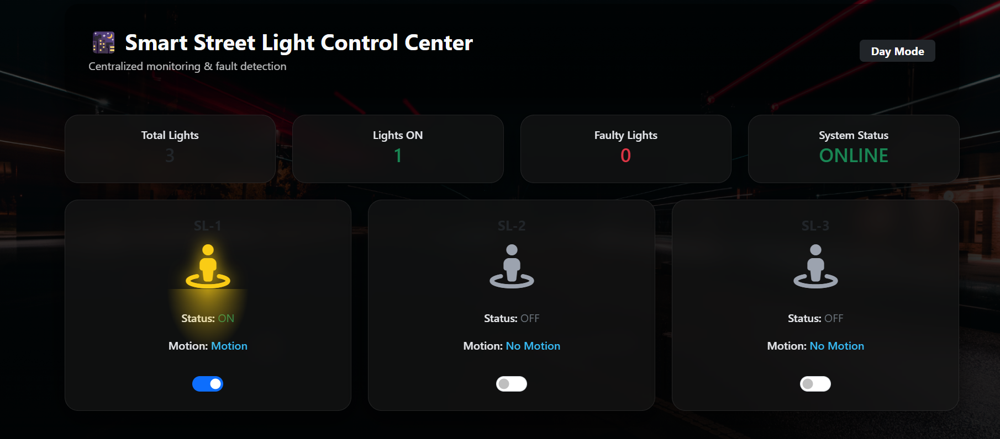 Smart Street Light Control Center
Centralized monitoring & fault detection
Day Mode
Total Lights
3
Lights ON
1
Faulty Lights
0
System Status
ONLINE
SL-1
Status: ON
Motion: Motion
SL-2
Status: OFF
Motion: No Motion
SL-3
Status: OFF
Motion: No Motion